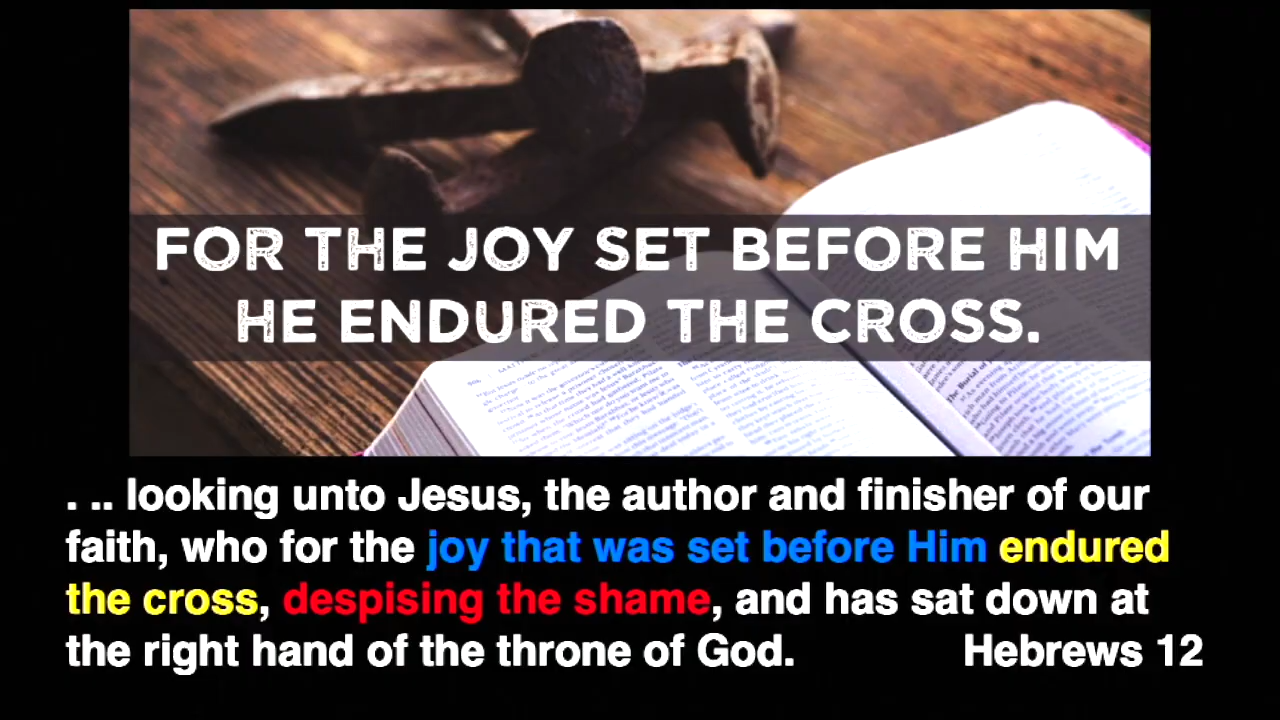 FOR THE JOY SET BEFORE HIM
HE ENDURED THE CROSS.
. .. looking unto Jesus, the author and finisher of our
faith, who for the joy that was set before Him endured
the cross, despising the shame, and has sat down at
the right hand of the throne of God. Hebrews 12